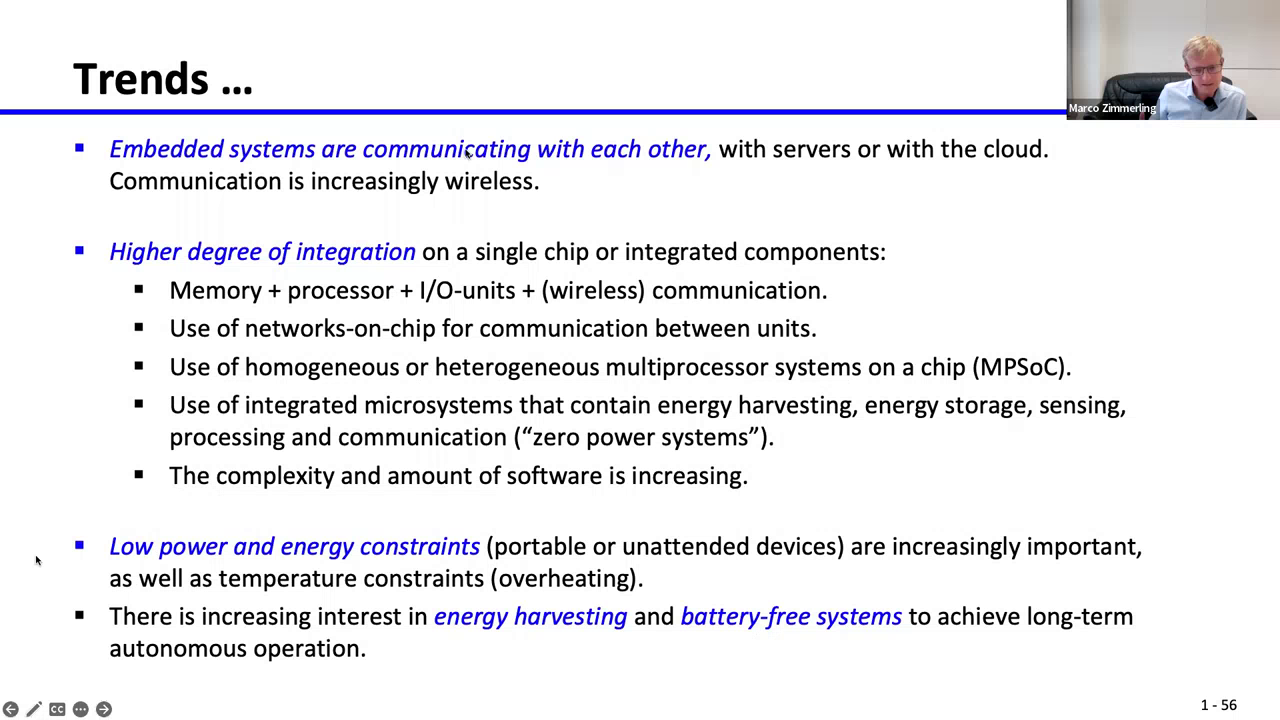 Trends ...
Marco Zimmerling
Embedded systems are communicating with each other, with servers or with the cloud.
Communication is increasingly wireless.
Higher degree of integration on a single chip or integrated components:
Memory + processor + I/O-units + (wireless) communication.
Use of networks-on-chip for communication between units.
Use of homogeneous or heterogeneous multiprocessor systems on a chip (MPSoC).
Use of integrated microsystems that contain energy harvesting, energy storage, sensing,
processing and communication (“zero power systems”).
The complexity and amount of software is increasing.
Low power and energy constraints (portable or unattended devices) are increasingly important,
as well as temperature constraints (overheating).
There is increasing interest in energy harvesting and battery-free systems to achieve long-term
autonomous operation.
CC
1 - 56